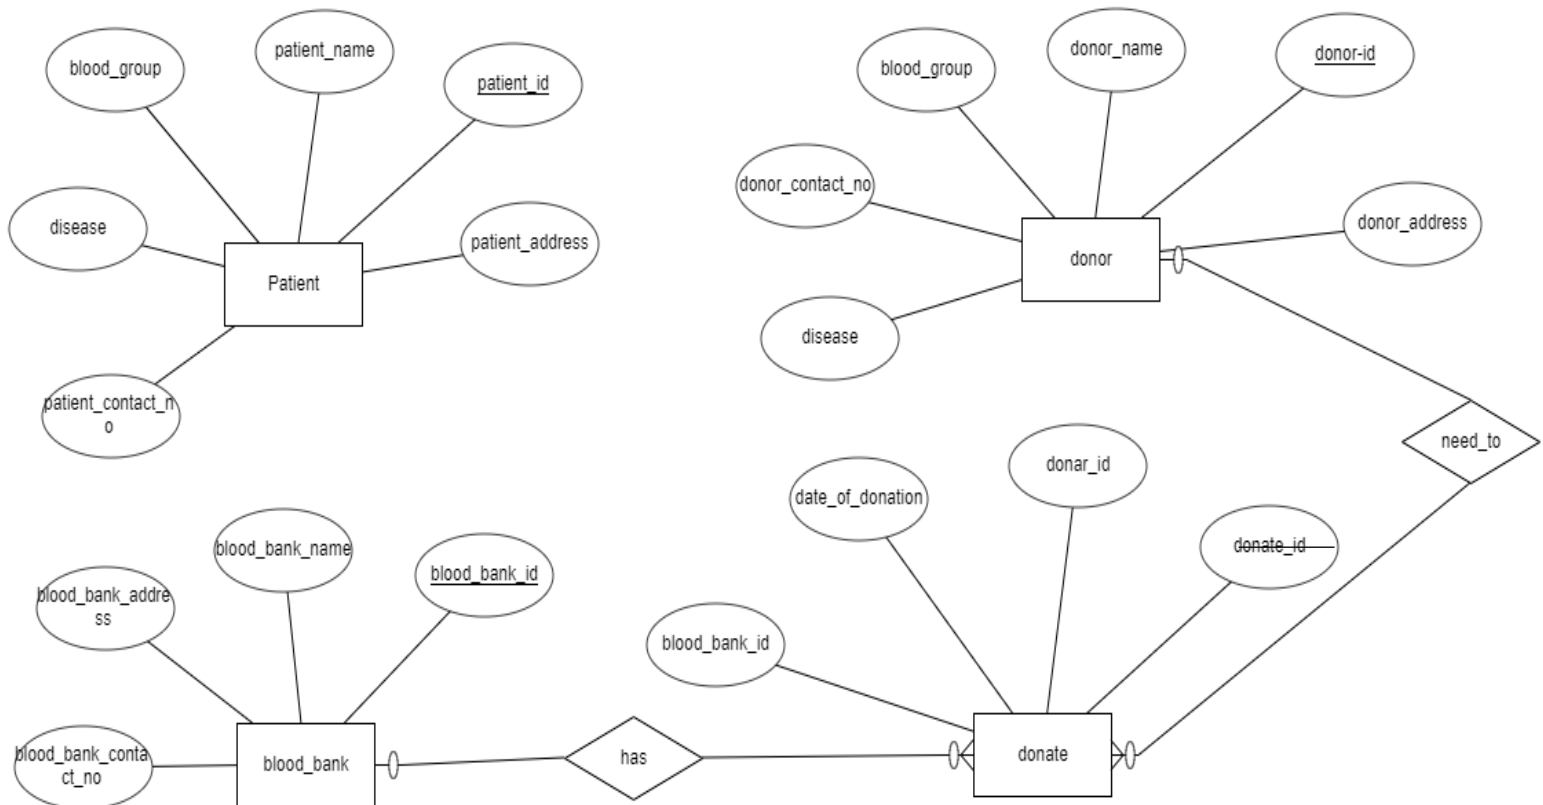 blood_group
patient_name
patient_id
disease
patient_address
Patient
patient_contact_n
o
blood_group
donor_name
donor-id
donor_contact_no
donor_address
donor
disease
need_to
date_of_donation
donar_id
donate_id
blood_bank_id
donate
blood_bank_name
blood_bank_id
blood_bank_addre
ss
blood_bank_conta
ct_no
blood_bank
has